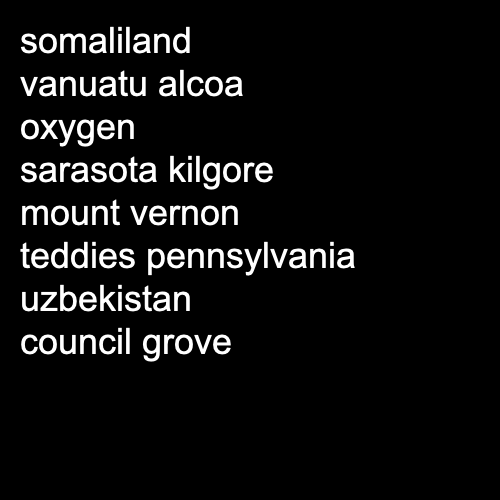 somaliland
vanuatu alcoa
oxygen
sarasota kilgore
mount vernon
teddies pennsylvania
uzbekistan
council grove